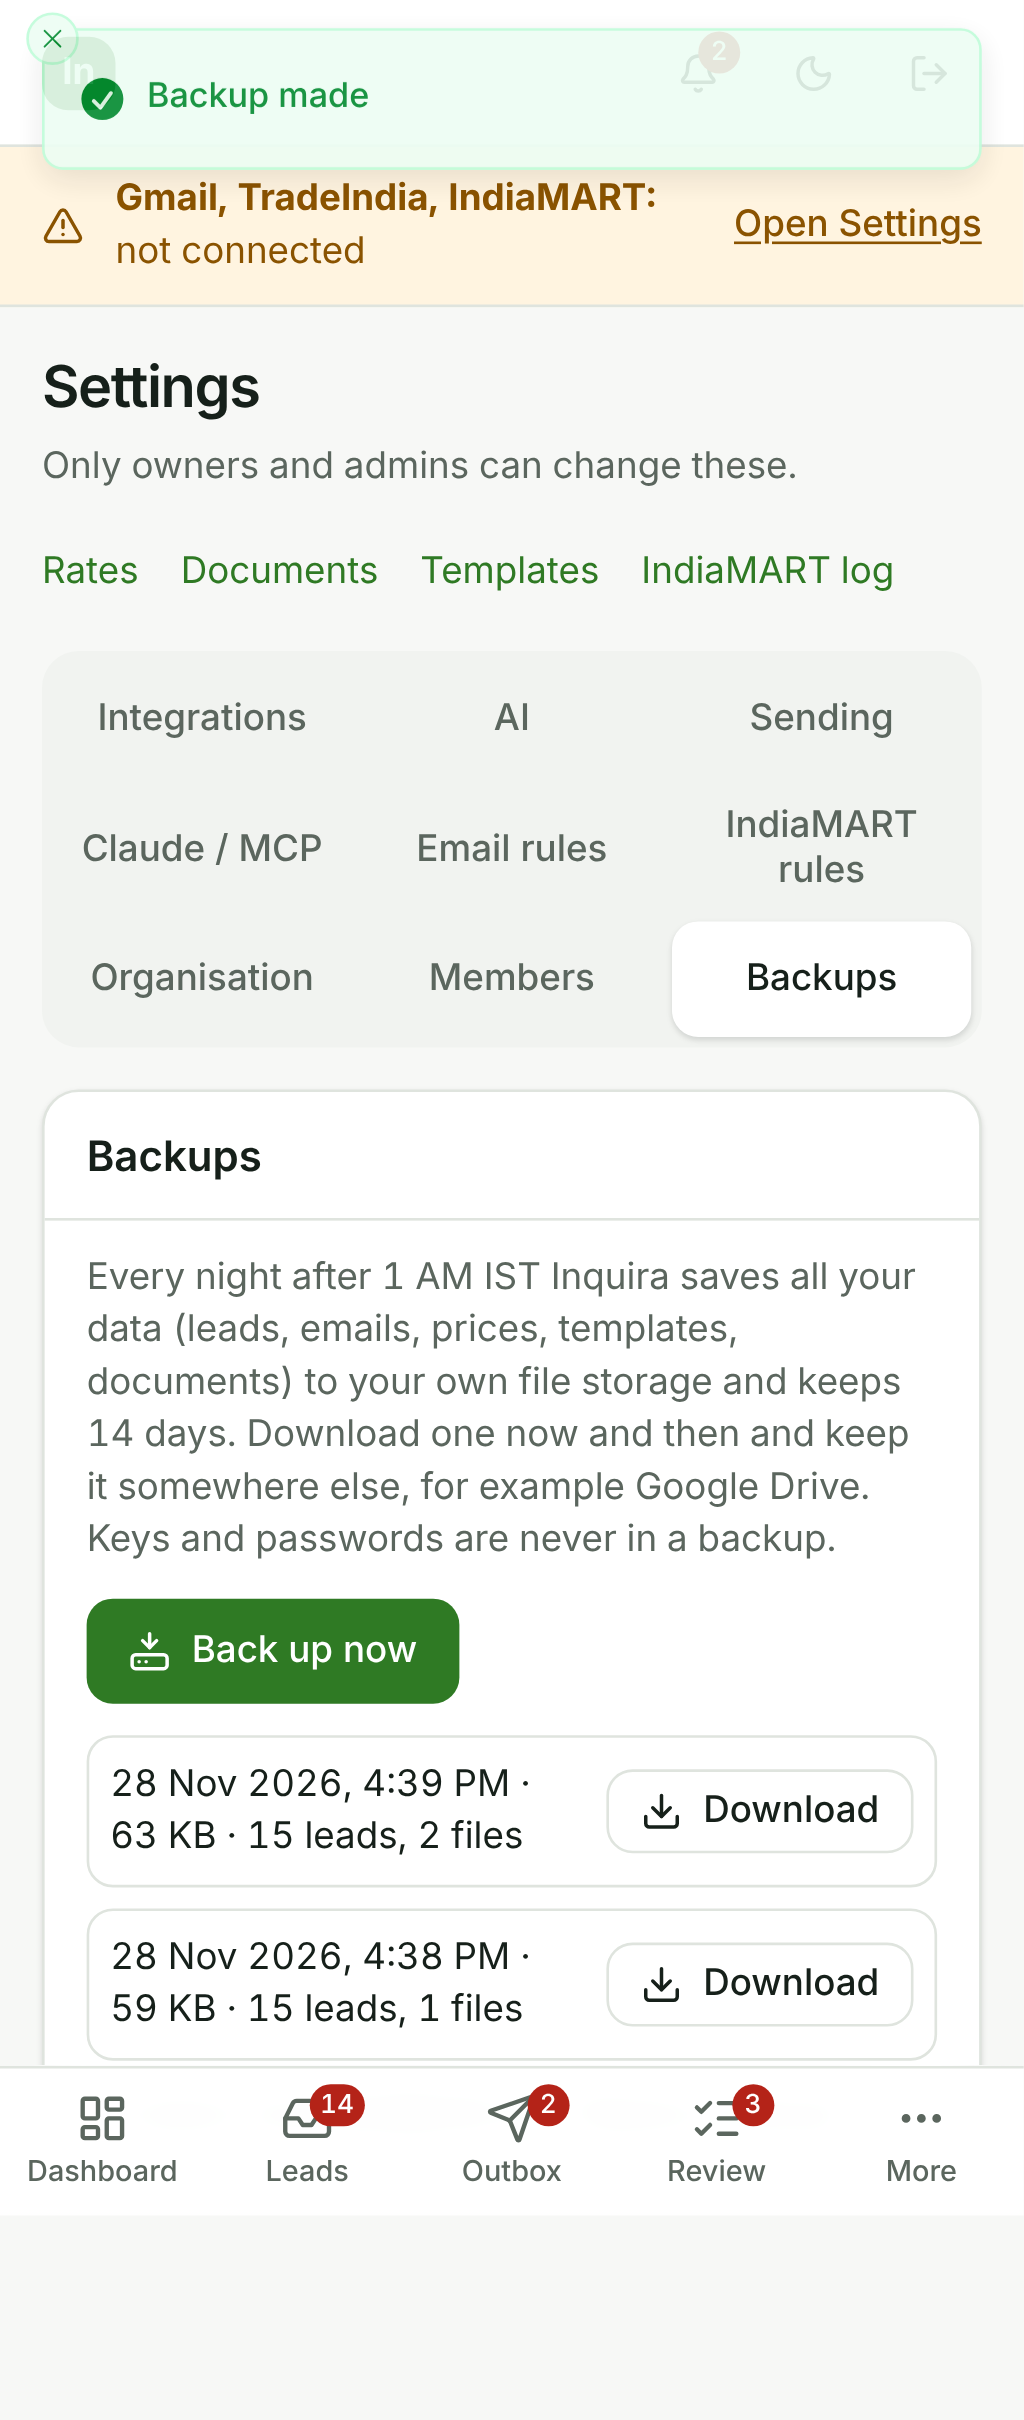 In
2
Backup made
Gmail, TradeIndia, IndiaMART:
not connected
Open Settings
Settings
Only owners and admins can change these.
Rates
Documents
Templates
IndiaMART log
Integrations
AI
Sending
Claude / MCP
Email rules
IndiaMART
rules
Organisation
Members
Backups
Backups
Every night after 1 AM IST Inquira saves all your
data (leads, emails, prices, templates,
documents) to your own file storage and keeps
14 days. Download one now and then and keep
it somewhere else, for example Google Drive.
Keys and passwords are never in a backup.
Back up now
28 Nov 2026, 4:39 PM ·
63 KB · 15 leads, 2 files
Download
28 Nov 2026, 4:38 PM ·
59 KB · 15 leads, 1 files
Download
14
2
3
Dashboard
Leads
Outbox
Review
More